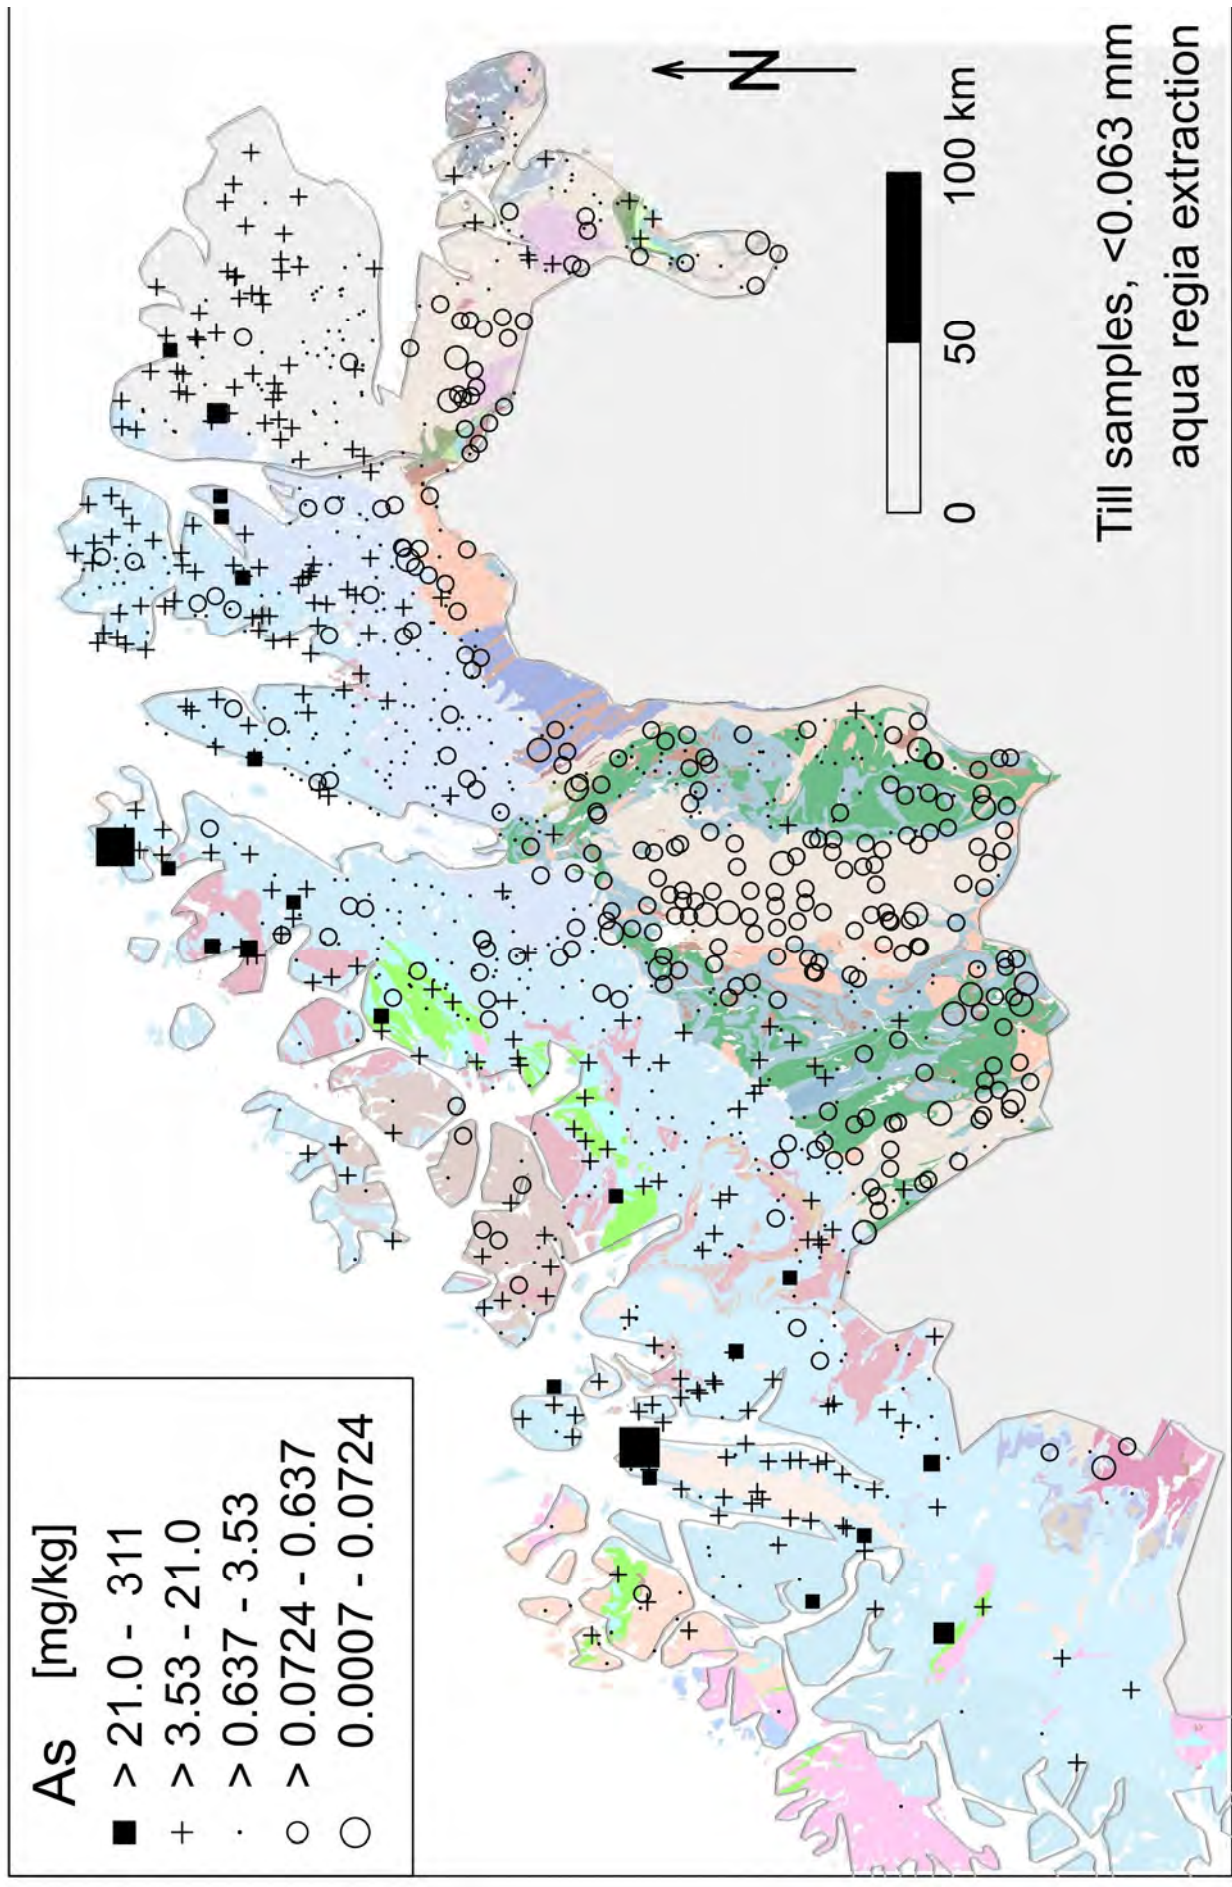 As [mg/kg]
> 21.0 - 311
> 3.53 - 21.0
> 0.637 - 3.53
> 0.0724 - 0.637
0.0007 - 0.0724
N
0 50 100 km
Till samples, <0.063 mm
aqua regia extraction